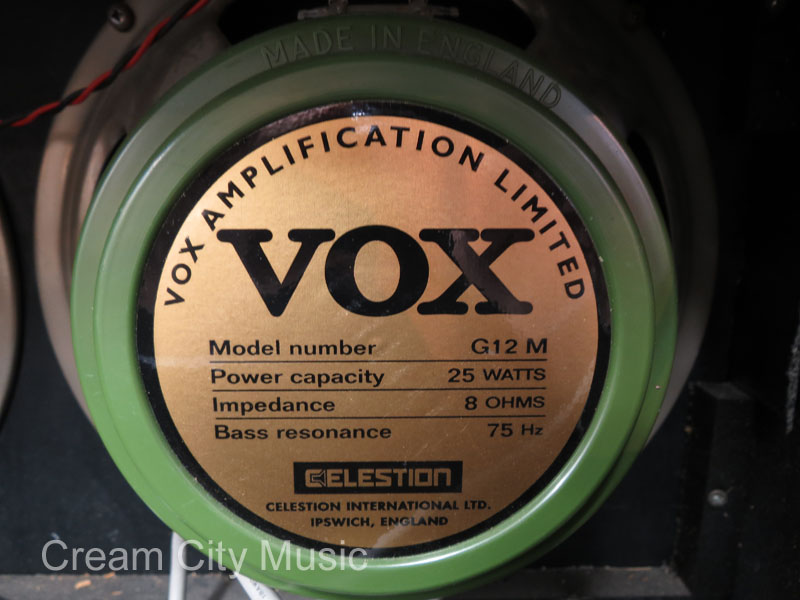 MADE IN ENGLAND
VOX AMPLIFICATION LIMITED
VOX
Model number G12 M
Power capacity 25 WATTS
Impedance 8 OHMS
Bass resonance 75 Hz
CELESTION
CELESTION INTERNATIONAL LTD.
IPSWICH, ENGLAND
Cream City Music